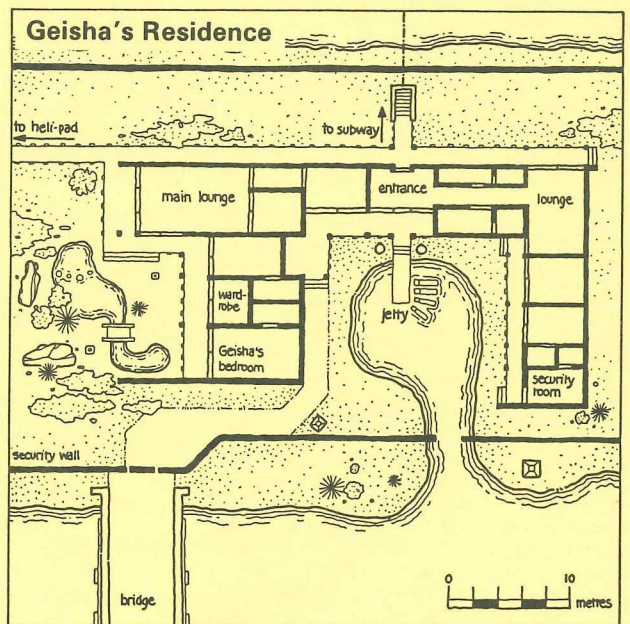 Geisha's Residence
to heli-pad
to subway
main lounge
entrance
lounge
ward-
robe
jetty
Geisha's
bedroom
security
room
security wall
bridge
0 10
metres